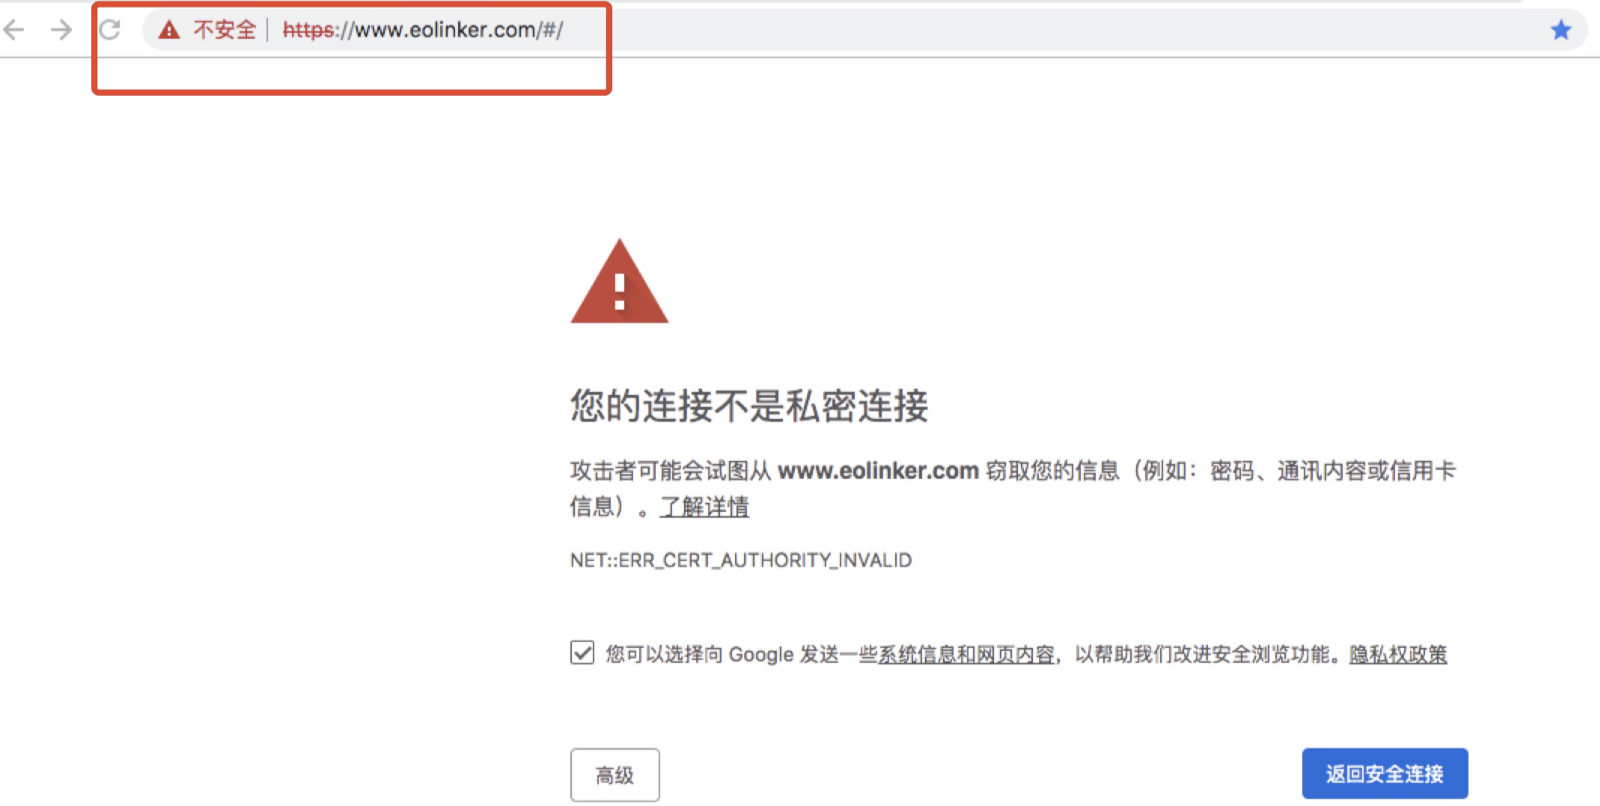 不安全 | https://www.eolinker.com/#/
您的连接不是私密连接
攻击者可能会试图从 www.eolinker.com 窃取您的信息（例如：密码、通讯内容或信用卡
信息）。了解详情
NET::ERR_CERT_AUTHORITY_INVALID
您可以选择向 Google 发送一些系统信息和网页内容，以帮助我们改进安全浏览功能。隐私权政策
高级
返回安全连接